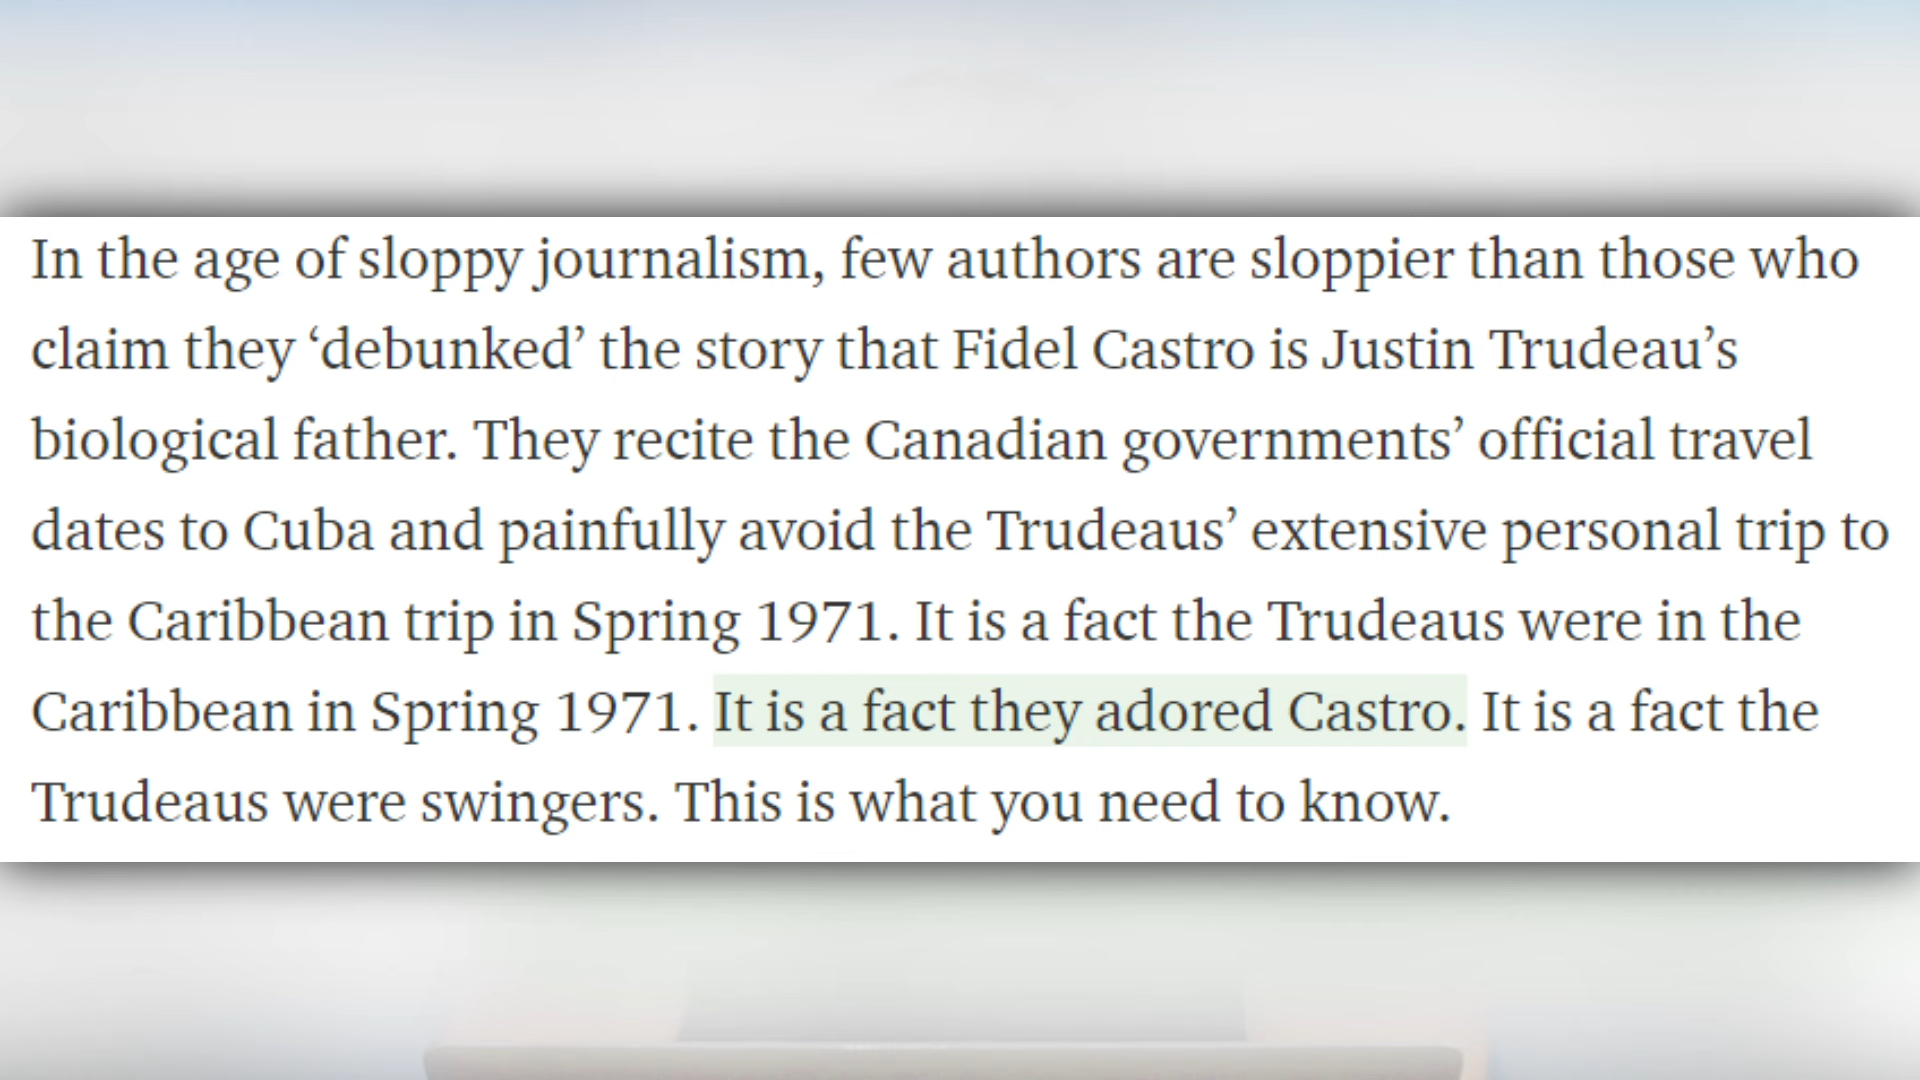 In the age of sloppy journalism, few authors are sloppier than those who
claim they ‘debunked’ the story that Fidel Castro is Justin Trudeau’s
biological father. They recite the Canadian governments’ official travel
dates to Cuba and painfully avoid the Trudeaus’ extensive personal trip to
the Caribbean trip in Spring 1971. It is a fact the Trudeaus were in the
Caribbean in Spring 1971. It is a fact they adored Castro. It is a fact the
Trudeaus were swingers. This is what you need to know.